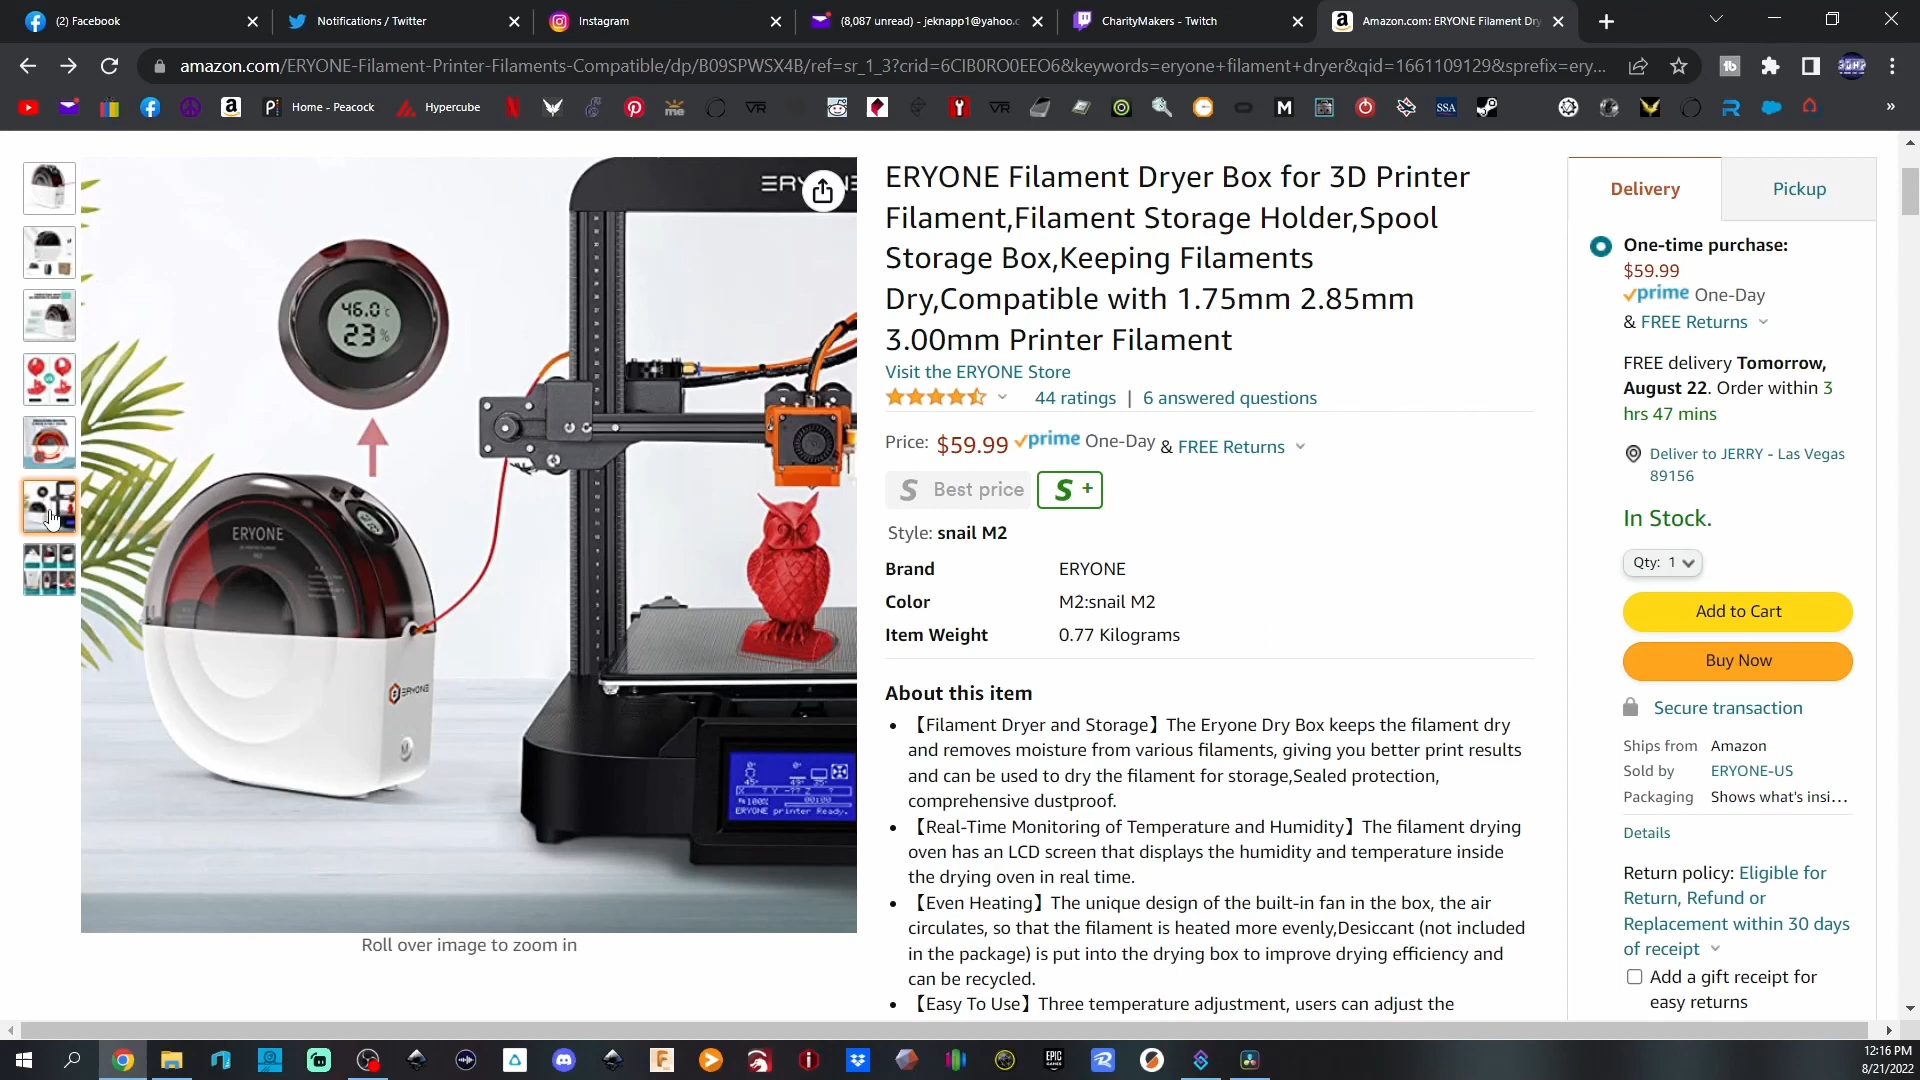 (2) Facebook
Notifications / Twitter
Instagram
(8,087 unread) - jeknapp1@yahoo.c
CharityMakers - Twitch
Amazon.com: ERYONE Filament Dry
amazon.com/ERYONE-Filament-Printer-Filaments-Compatible/dp/B09SPWSX4B/ref=sr_1_3?crid=6CIB0RO0EEO6&keywords=eryone+filament+dryer&qid=1661109129&sprefix=ery...
Home - Peacock
Hypercube
ERYONE Filament Dryer Box for 3D Printer
Filament,Filament Storage Holder,Spool
Storage Box,Keeping Filaments
Dry,Compatible with 1.75mm 2.85mm
3.00mm Printer Filament
Visit the ERYONE Store
44 ratings | 6 answered questions
Price: $59.99 prime One-Day & FREE Returns
S Best price S +
Style: snail M2
Brand ERYONE
Color M2:snail M2
Item Weight 0.77 Kilograms
About this item
• 【Filament Dryer and Storage】The Eryone Dry Box keeps the filament dry
and removes moisture from various filaments, giving you better print results
and can be used to dry the filament for storage,Sealed protection,
comprehensive dustproof.
• 【Real-Time Monitoring of Temperature and Humidity】The filament drying
oven has an LCD screen that displays the humidity and temperature inside
the drying oven in real time.
• 【Even Heating】The unique design of the built-in fan in the box, the air
circulates, so that the filament is heated more evenly,Desiccant (not included
in the package) is put into the drying box to improve drying efficiency and
can be recycled.
• 【Easy To Use】Three temperature adjustment, users can adjust the
46.0 c
23 %
ERYONE
ERYONE
ERYONE printer Ready.
Roll over image to zoom in
Delivery
Pickup
One-time purchase:
$59.99
prime One-Day
& FREE Returns
FREE delivery Tomorrow,
August 22. Order within 3
hrs 47 mins
Deliver to JERRY - Las Vegas
89156
In Stock.
Qty: 1
Add to Cart
Buy Now
Secure transaction
Ships from Amazon
Sold by ERYONE-US
Packaging Shows what's insi...
Details
Return policy: Eligible for
Return, Refund or
Replacement within 30 days
of receipt
Add a gift receipt for
easy returns
12:16 PM
8/21/2022